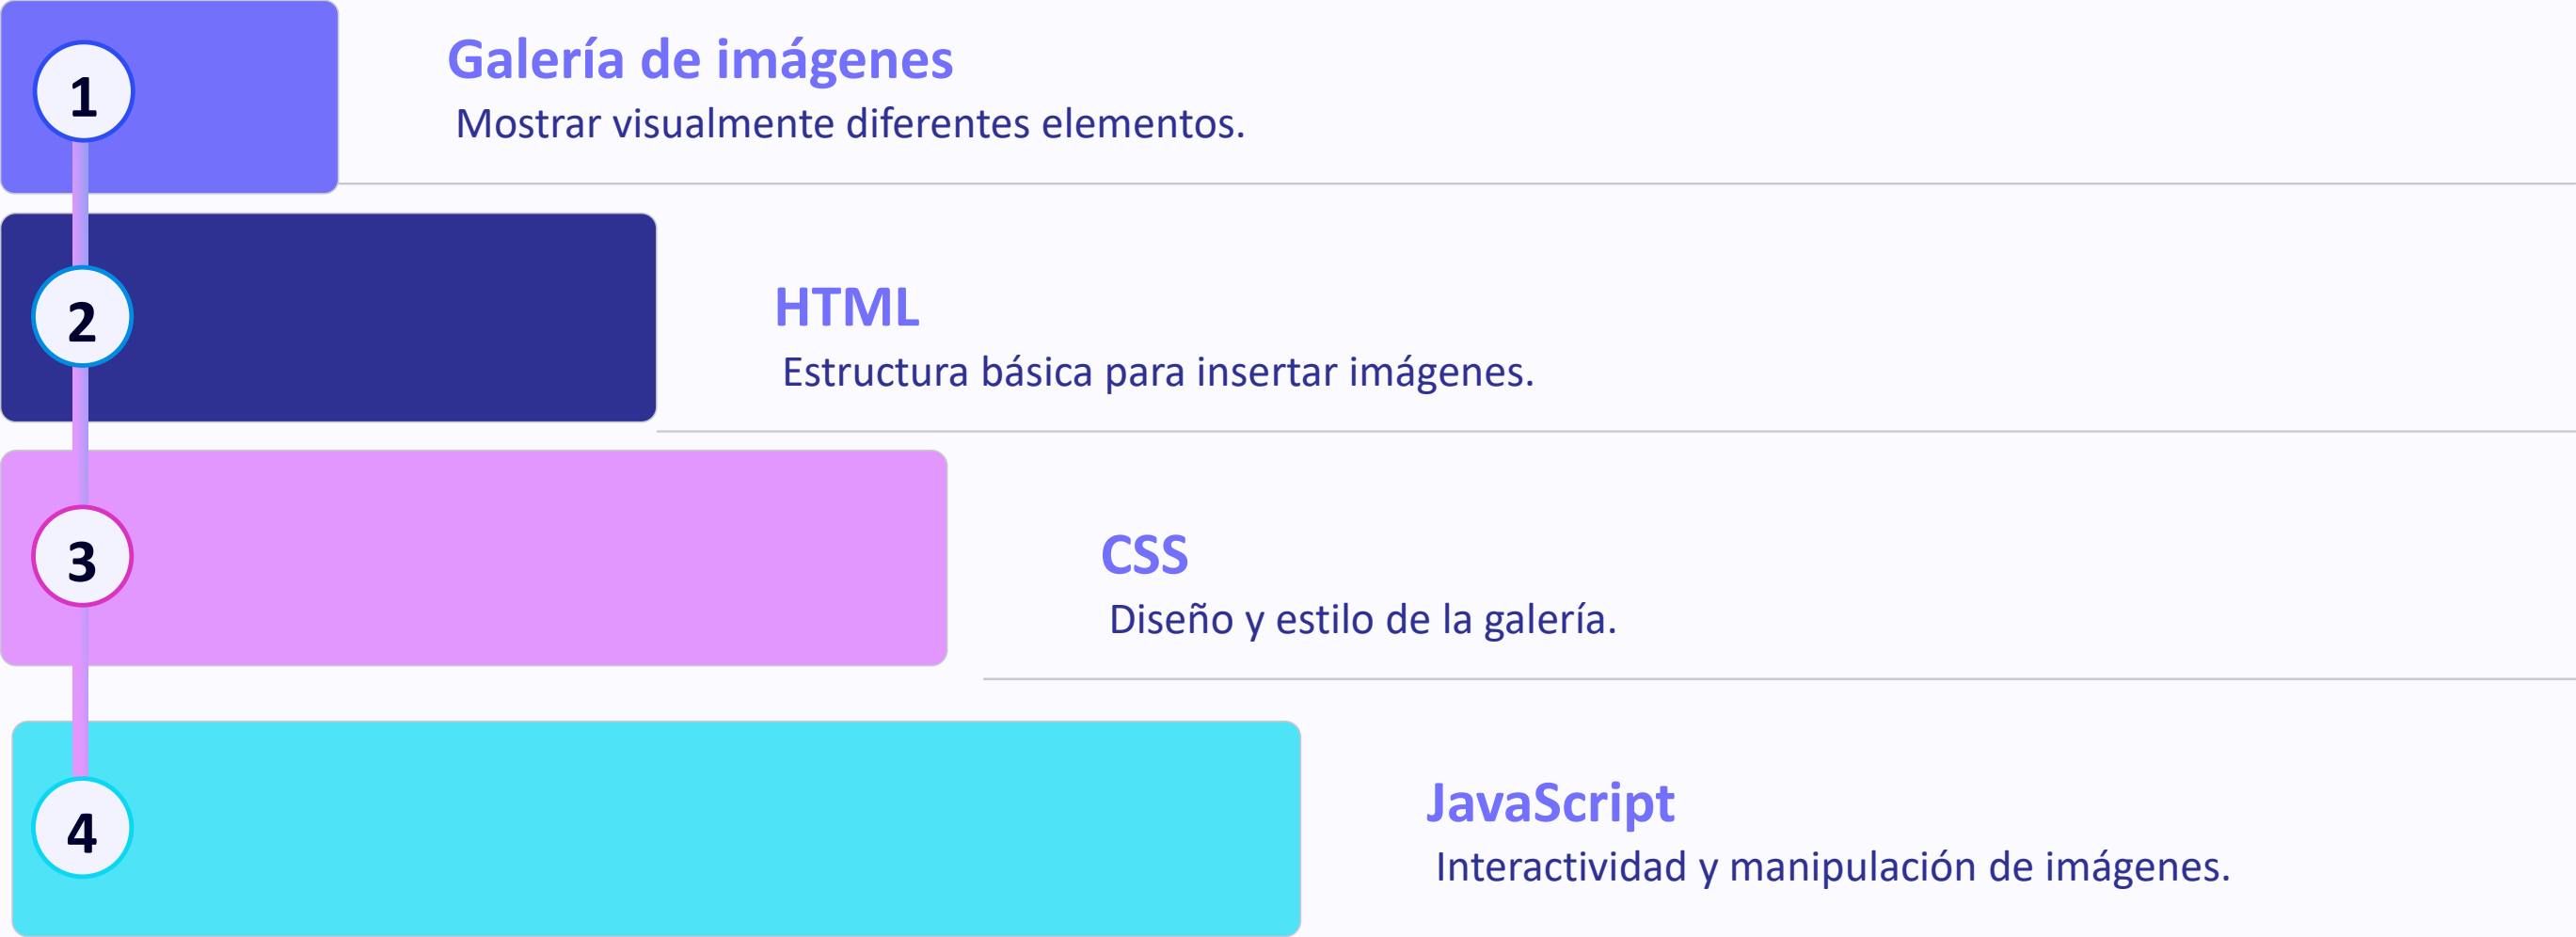 1
Galería de imágenes
Mostrar visualmente diferentes elementos.
2
HTML
Estructura básica para insertar imágenes.
3
CSS
Diseño y estilo de la galería.
4
JavaScript
Interactividad y manipulación de imágenes.